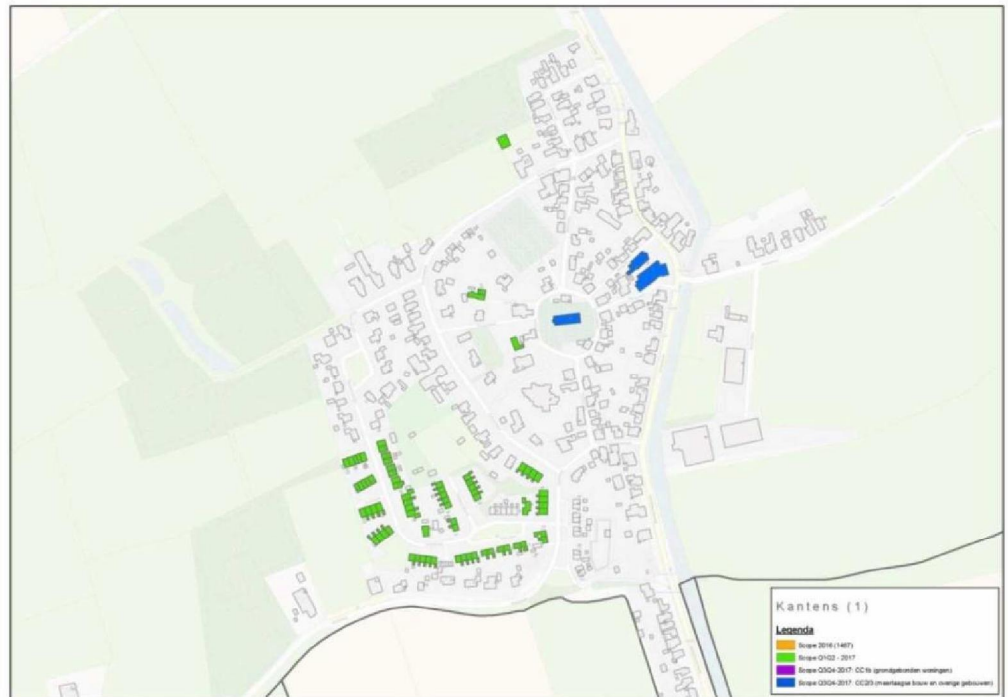 Kantens (1)
Legenda
Scope 2016 (1467)
Scope Q1Q2 - 2017
Scope Q3Q4-2017: CC1b (grondgebonden woningen)
Scope Q3Q4-2017: CC2/3 (meerlaagse bouw en overige gebouwen)